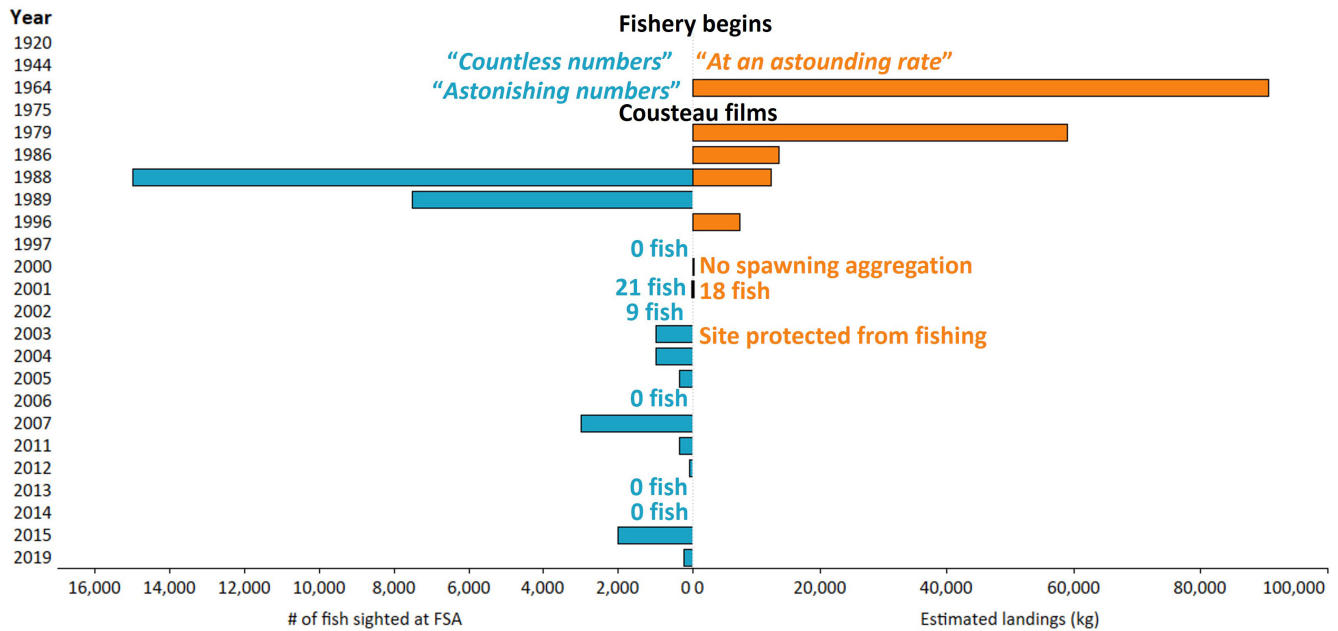 Year
Fishery begins
1920
1944 “Countless numbers” “At an astounding rate”
1964 “Astonishing numbers”
1975 Cousteau films
1979
1986
1988
1989
1996
1997 0 fish
2000 No spawning aggregation
2001 21 fish 18 fish
2002 9 fish
2003 Site protected from fishing
2004
2005
2006 0 fish
2007
2011
2012
2013 0 fish
2014 0 fish
2015
2019
16,000 14,000 12,000 10,000 8,000 6,000 4,000 2,000 0 0 20,000 40,000 60,000 80,000 100,000
# of fish sighted at FSA Estimated landings (kg)